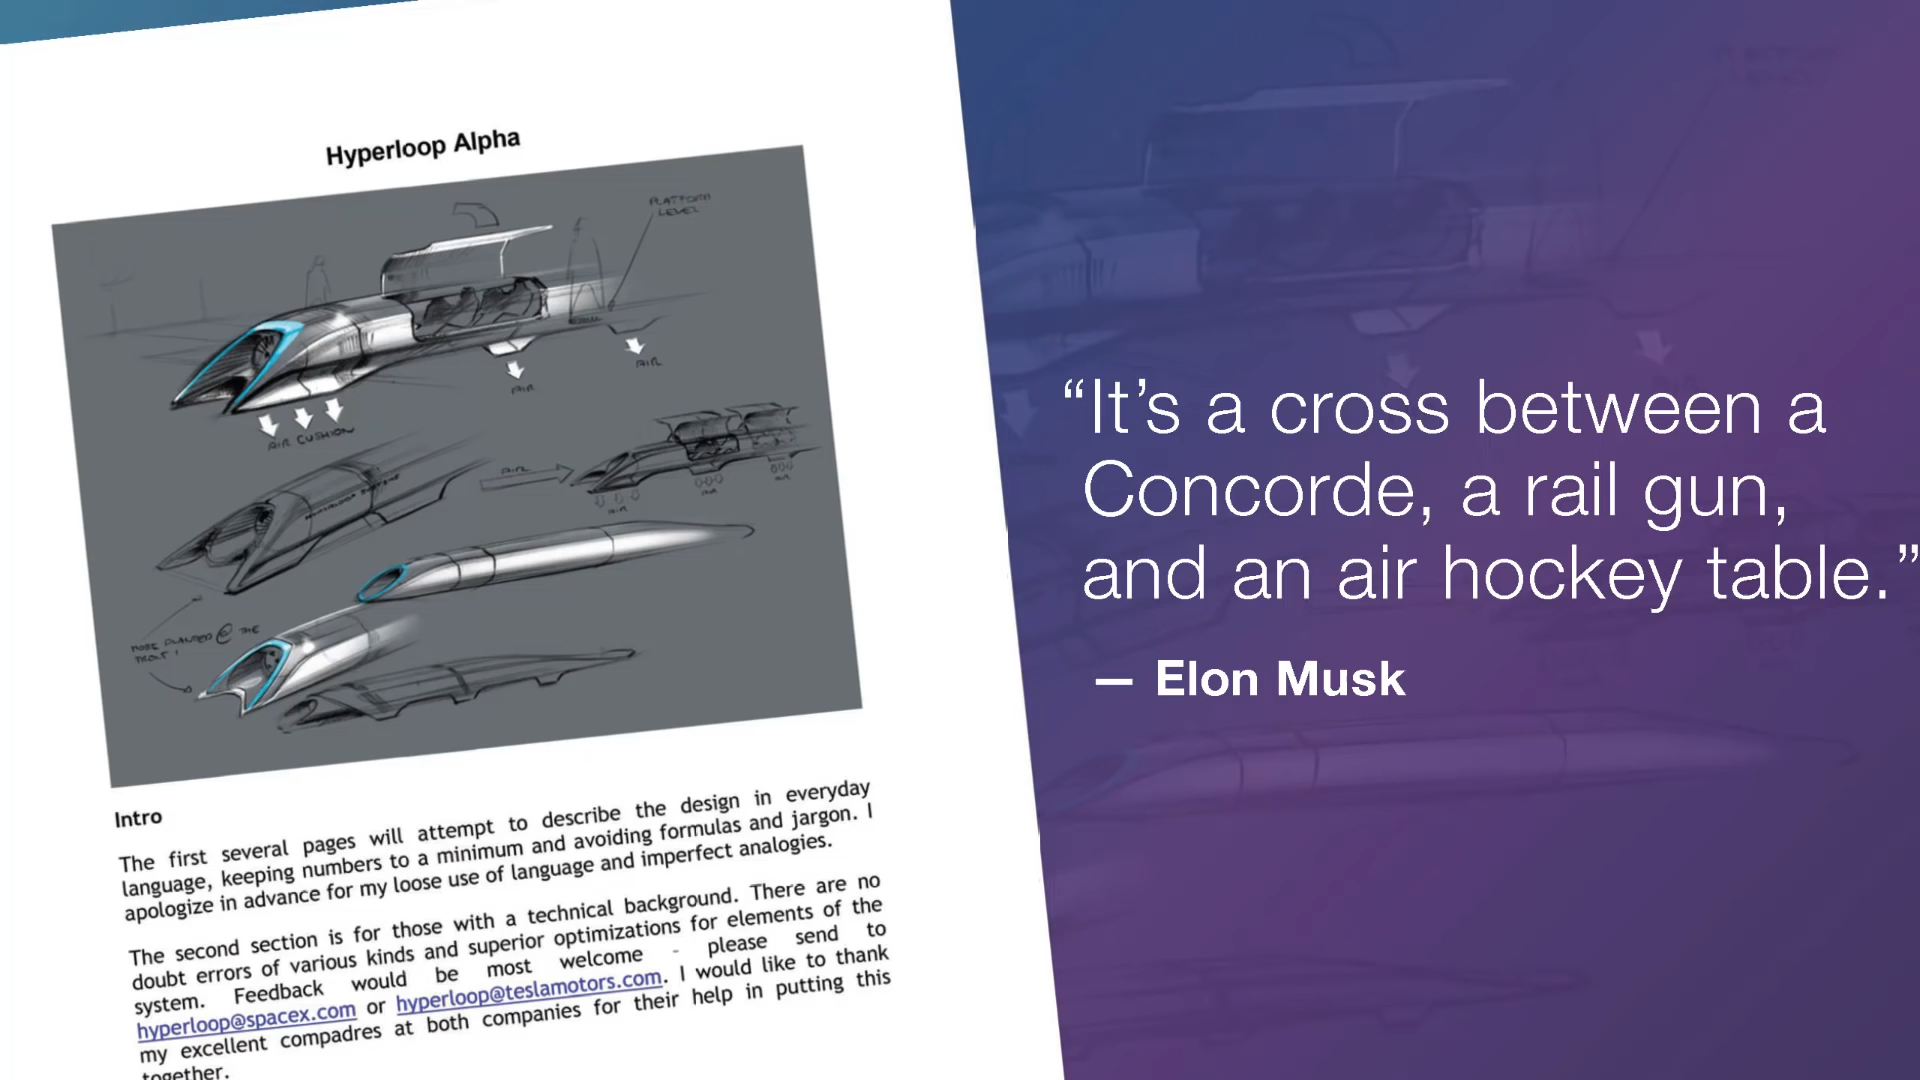 Hyperloop Alpha
PLATFORM
LEVEL
AIR
AIR
AIR CUSHION
AIR
AIR
Intro
The first several pages will attempt to describe the design in everyday
language, keeping numbers to a minimum and avoiding formulas and jargon. I
apologize in advance for my loose use of language and imperfect analogies.
The second section is for those with a technical background. There are no
doubt errors of various kinds and superior optimizations for elements of the
system. Feedback would be most welcome - please send to
hyperloop@spacex.com or hyperloop@teslamotors.com. I would like to thank
my excellent compadres at both companies for their help in putting this
together.
“It’s a cross between a
Concorde, a rail gun,
and an air hockey table.”
— Elon Musk